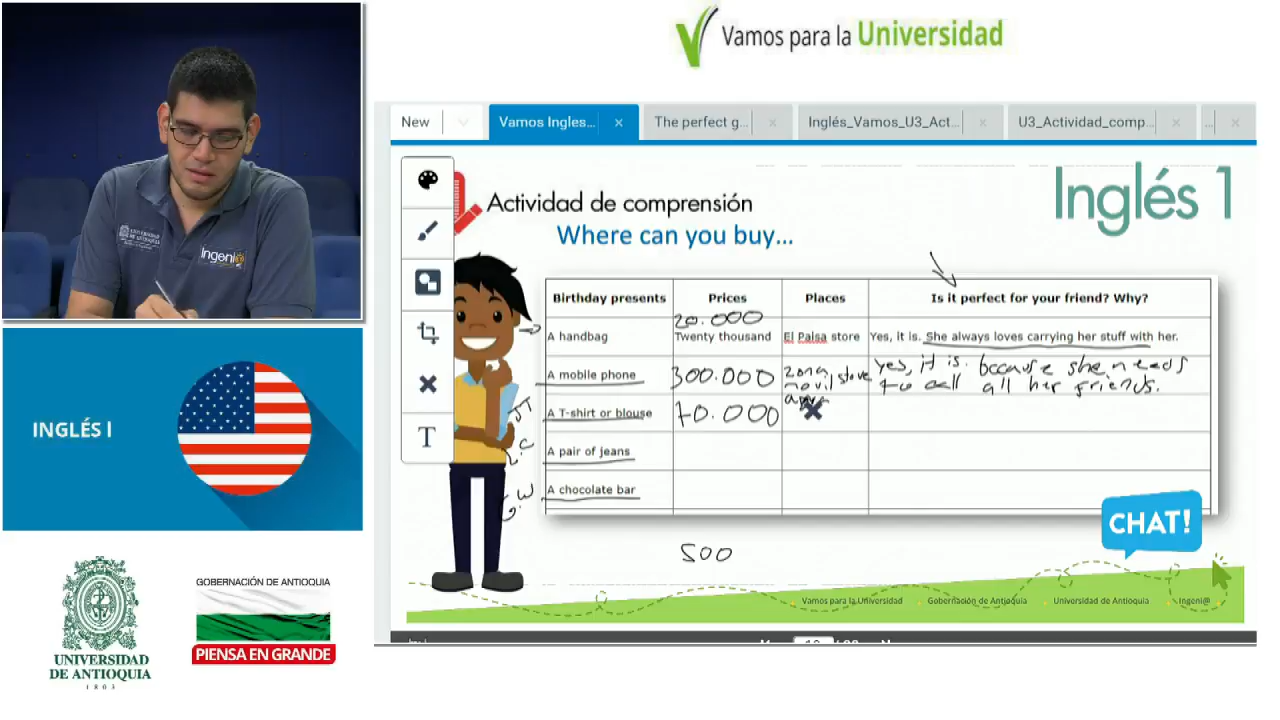 Vamos para la Universidad
New
Vamos Ingles...
The perfect g...
Inglés_Vamos_U3_Act...
U3_Actividad_comp...
...
Inglés 1
Actividad de comprensión
Where can you buy...
Birthday presents Prices Places Is it perfect for your friend? Why?
20.000
A handbag Twenty thousand El Paisa store Yes, it is. She always loves carrying her stuff with her.
A mobile phone 300.000 zona movil store yes, it is. because she needs
to call all her friends.
A T-shirt or blouse 70.000
A pair of jeans
A chocolate bar
T
CHAT!
500
Vamos para la Universidad Gobernación de Antioquia Universidad de Antioquia Ingeni@
INGLÉS I
UNIVERSIDAD
DE ANTIOQUIA
1803
GOBERNACIÓN DE ANTIOQUIA
PIENSA EN GRANDE
UNIVERSIDAD
DE ANTIOQUIA
Ingeni@